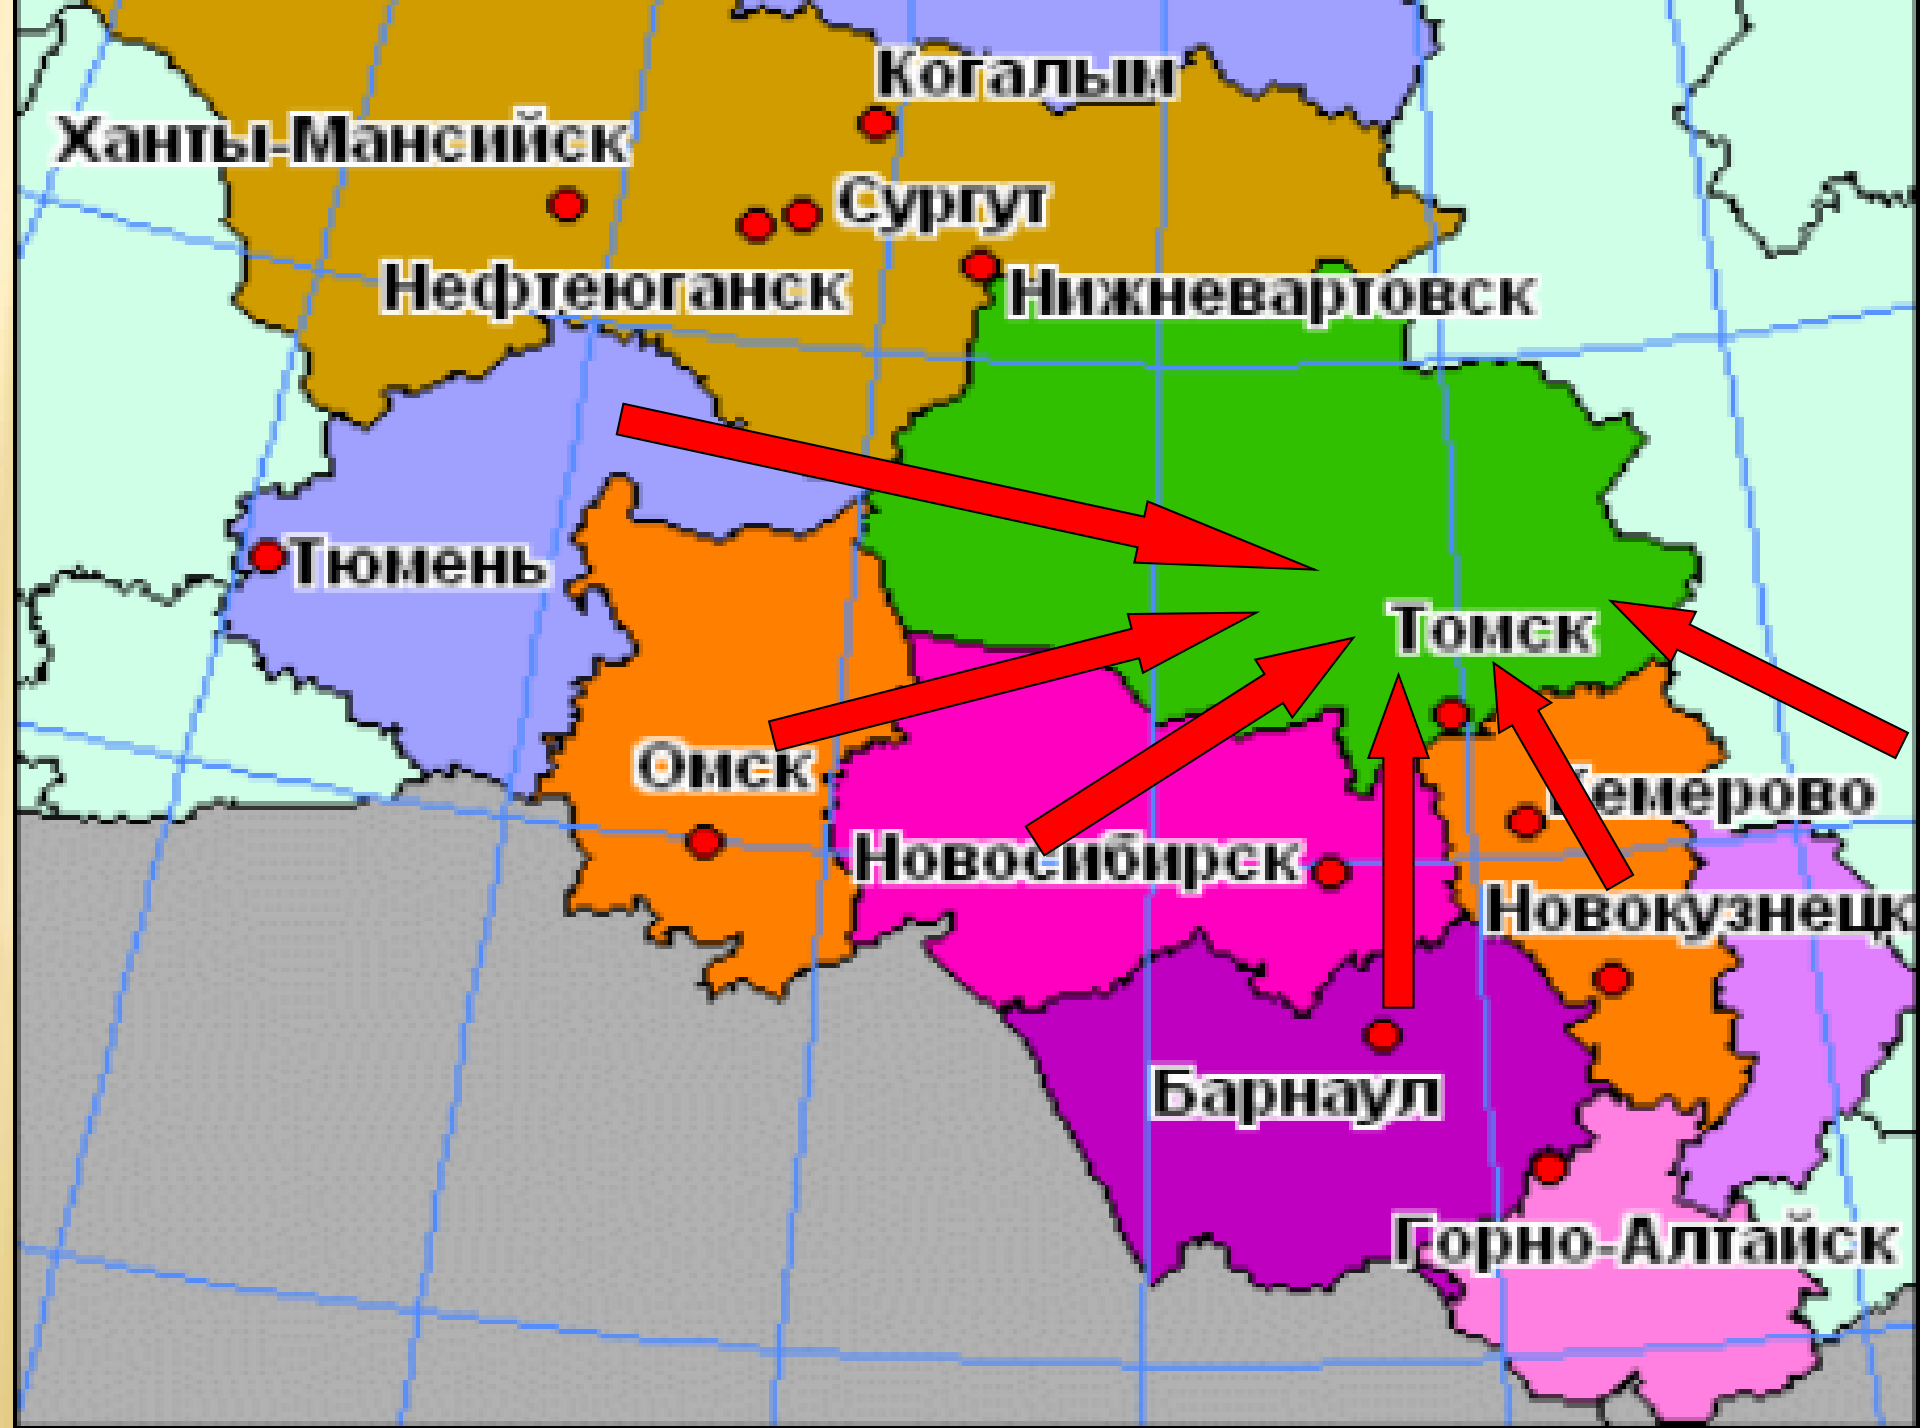 Когалым
Ханты-Мансийск
Сургут
Нефтеюганск
Нижневартовск
Тюмень
Томск
Омск
Кемерово
Новосибирск
Новокузнецк
Барнаул
Горно-Алтайск